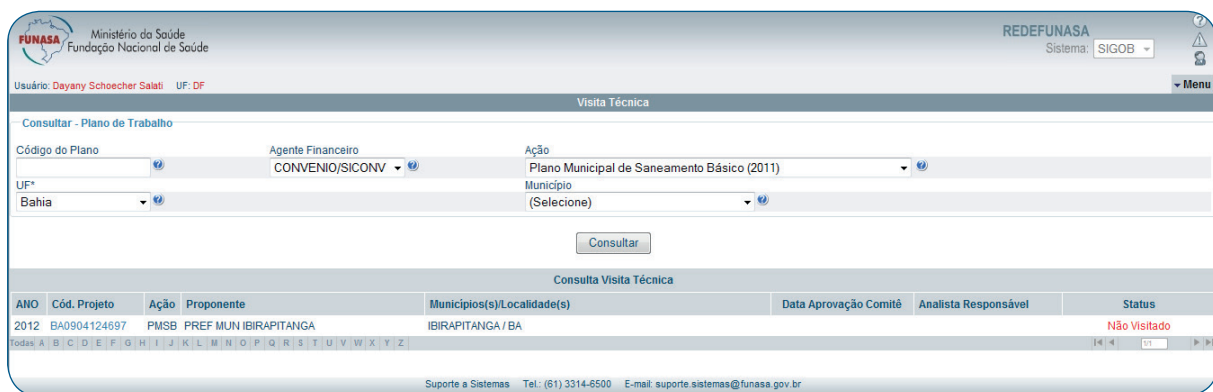 FUNASA
Ministério da Saúde
Fundação Nacional de Saúde
REDEFUNASA
Sistema: SIGOB
Usuário: Dayany Schoecher Salati UF: DF
Menu
Visita Técnica
Consultar - Plano de Trabalho
Código do Plano Agente Financeiro Ação
CONVENIO/SICONV Plano Municipal de Saneamento Básico (2011)
UF* Município
Bahia (Selecione)
Consultar
Consulta Visita Técnica
ANO Cód. Projeto Ação Proponente Municípios(s)/Localidade(s) Data Aprovação Comitê Analista Responsável Status
2012 BA0904124697 PMSB PREF MUN IBIRAPITANGA IBIRAPITANGA / BA Não Visitado
Todas A B C D E F G H I J K L M N O P Q R S T U V W X Y Z 1/1
Suporte a Sistemas Tel.: (61) 3314-6500 E-mail: suporte.sistemas@funasa.gov.br